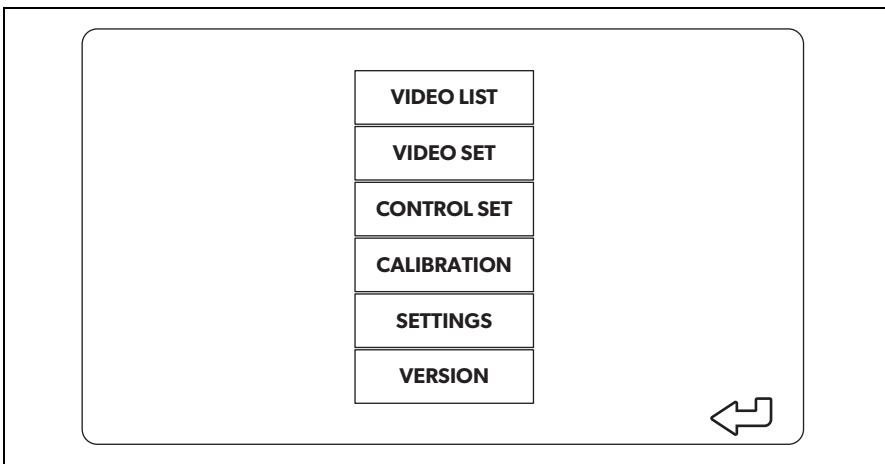 VIDEO LIST
VIDEO SET
CONTROL SET
CALIBRATION
SETTINGS
VERSION